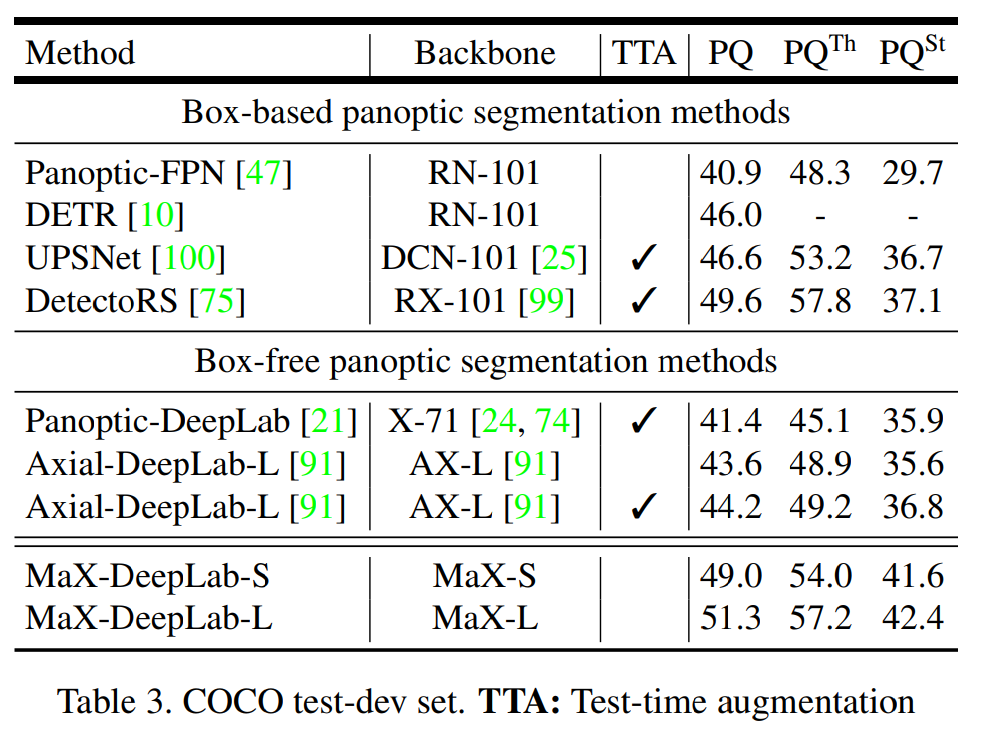 Method Backbone TTA PQ PQTh PQSt
Box-based panoptic segmentation methods
Panoptic-FPN [47] RN-101 40.9 48.3 29.7
DETR [10] RN-101 46.0 - -
UPSNet [100] DCN-101 [25] ✓ 46.6 53.2 36.7
DetectoRS [75] RX-101 [99] ✓ 49.6 57.8 37.1
Box-free panoptic segmentation methods
Panoptic-DeepLab [21] X-71 [24, 74] ✓ 41.4 45.1 35.9
Axial-DeepLab-L [91] AX-L [91] 43.6 48.9 35.6
Axial-DeepLab-L [91] AX-L [91] ✓ 44.2 49.2 36.8
MaX-DeepLab-S MaX-S 49.0 54.0 41.6
MaX-DeepLab-L MaX-L 51.3 57.2 42.4
Table 3. COCO test-dev set. TTA: Test-time augmentation